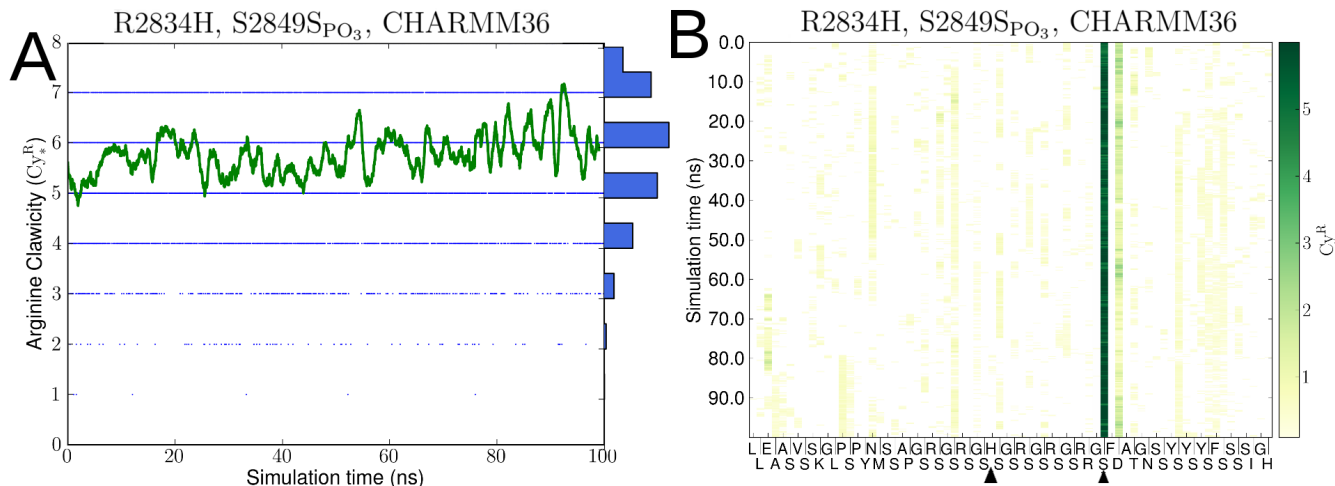 A
R2834H, S2849S_PO₃, CHARMM36
Arginine Clawicity (Cy^R_*)
8
7
6
5
4
3
2
1
0
0 20 40 60 80 100
Simulation time (ns)
B
R2834H, S2849S_PO₃, CHARMM36
Simulation time (ns)
0.0
10.0
20.0
30.0
40.0
50.0
60.0
70.0
80.0
90.0
L E A V S G P P N S A G R G R G H G R G R G R G F A G S Y Y Y F S S G
L A S S K L S Y M S P S S S S S S S S S S S R S D T N S S S S S S I H
5
4
3
2
1
Cy^R